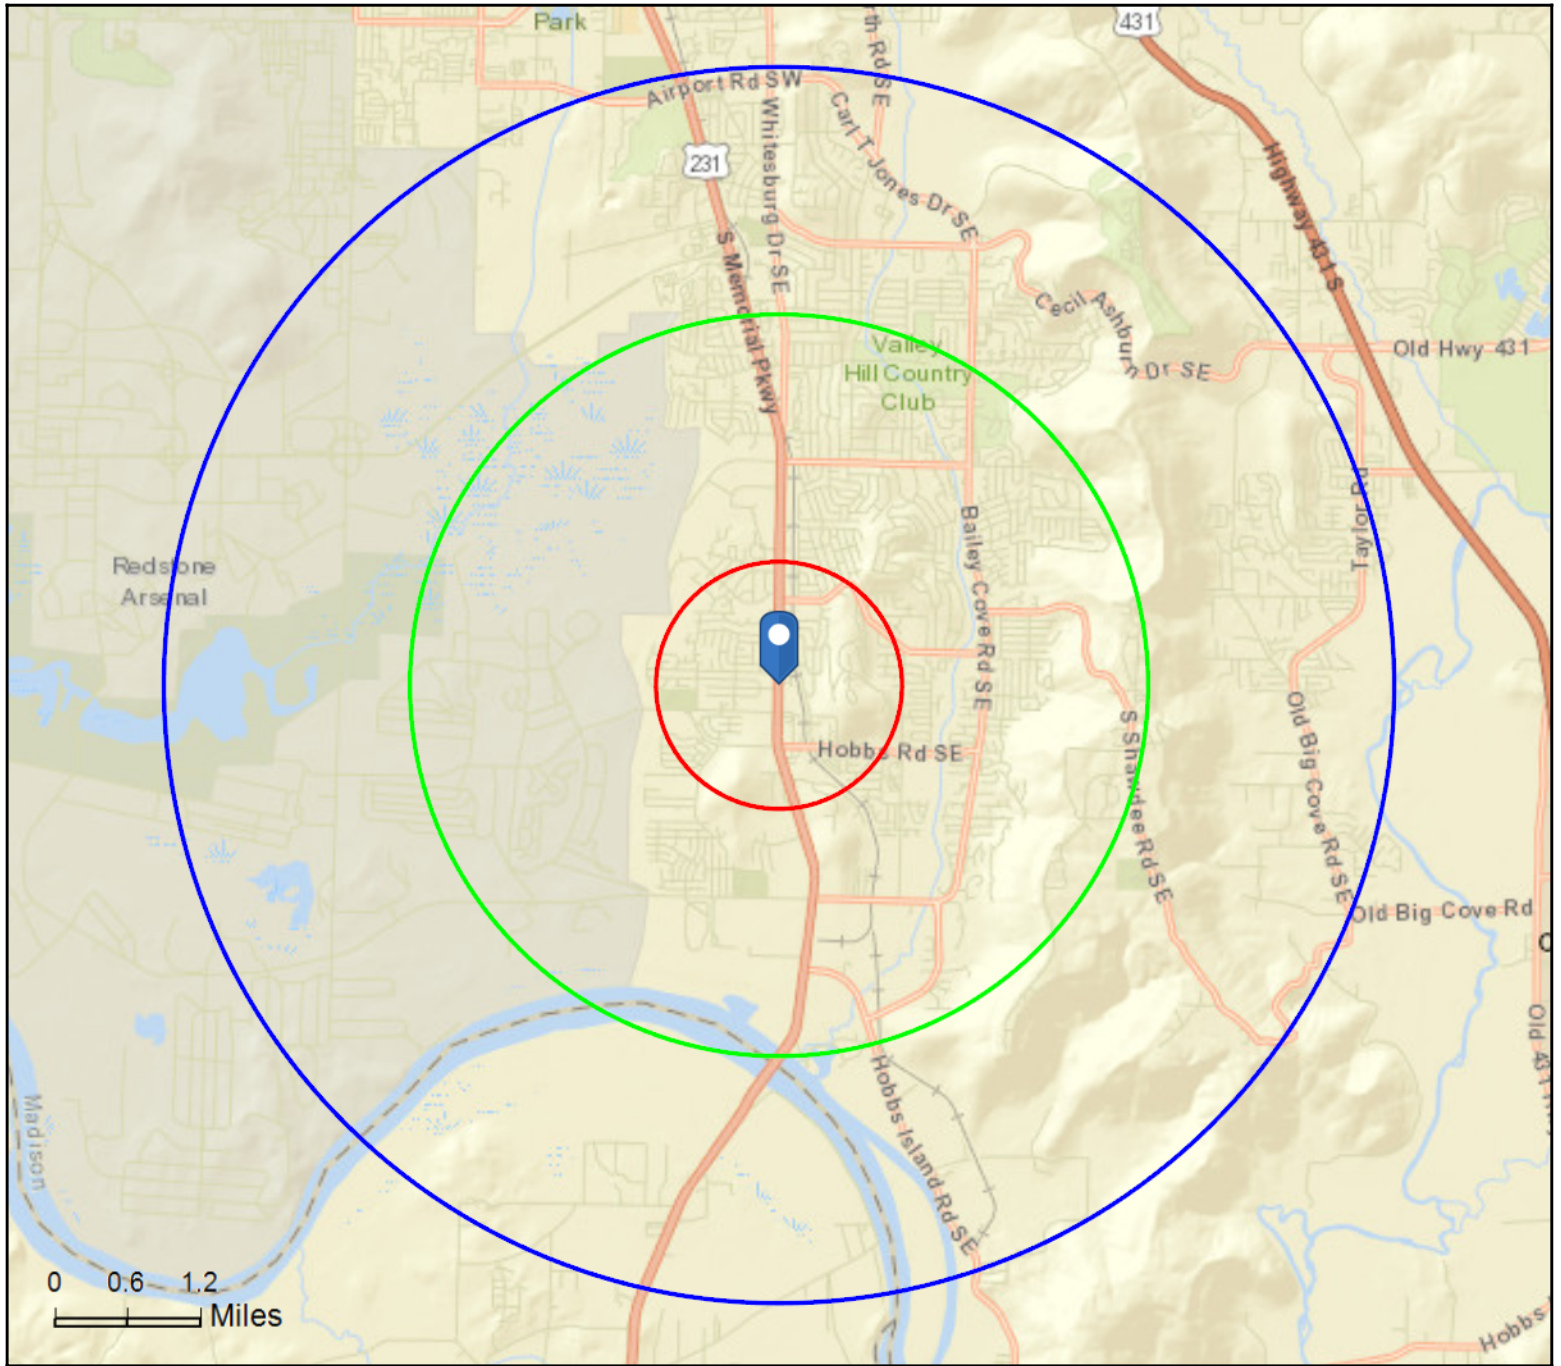 Park
431
Airport Rd SW
th Rd SE
Carl T Jones Dr SE
Whitesburg Dr SE
231
Highway 431 S
S Memorial Pkwy
Cecil Ashburn Dr SE
Old Hwy 431
Valley
Hill Country
Club
Taylor Rd
Bailey Cove Rd SE
Redstone
Arsenal
Old Big Cove Rd SE
S Shawdee Rd SE
Hobbs Rd SE
Old Big Cove Rd
Hobbs Island Rd SE
Madison
0 0.6 1.2
Miles
Hobbs